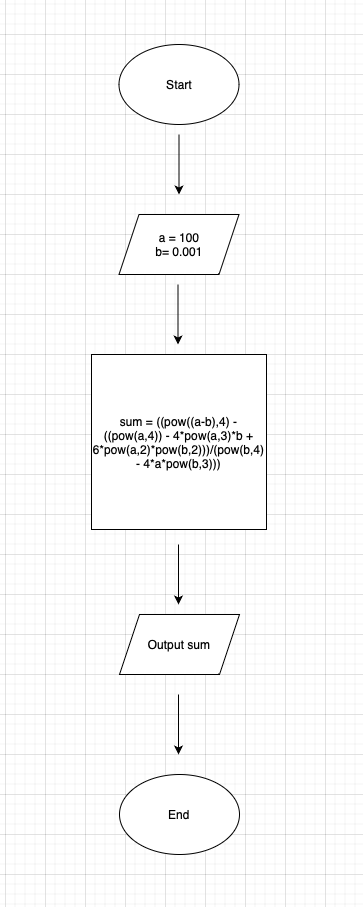 Start
a = 100
b= 0.001
sum = ((pow((a-b),4) -
((pow(a,4)) - 4*pow(a,3)*b +
6*pow(a,2)*pow(b,2)))/(pow(b,4)
- 4*a*pow(b,3)))
Output sum
End